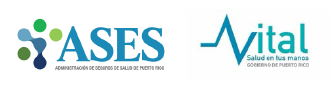 ASES
ADMINISTRACIÓN DE SEGUROS DE SALUD DE PUERTO RICO
Vital
Salud en tus manos
GOBIERNO DE PUERTO RICO